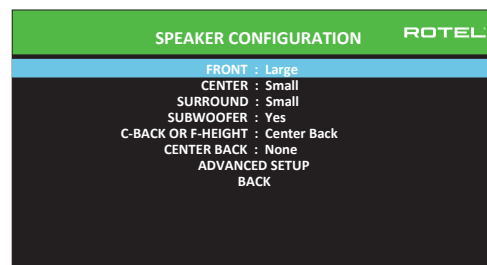 SPEAKER CONFIGURATION ROTEL
FRONT : Large
CENTER : Small
SURROUND : Small
SUBWOOFER : Yes
C-BACK OR F-HEIGHT : Center Back
CENTER BACK : None
ADVANCED SETUP
BACK